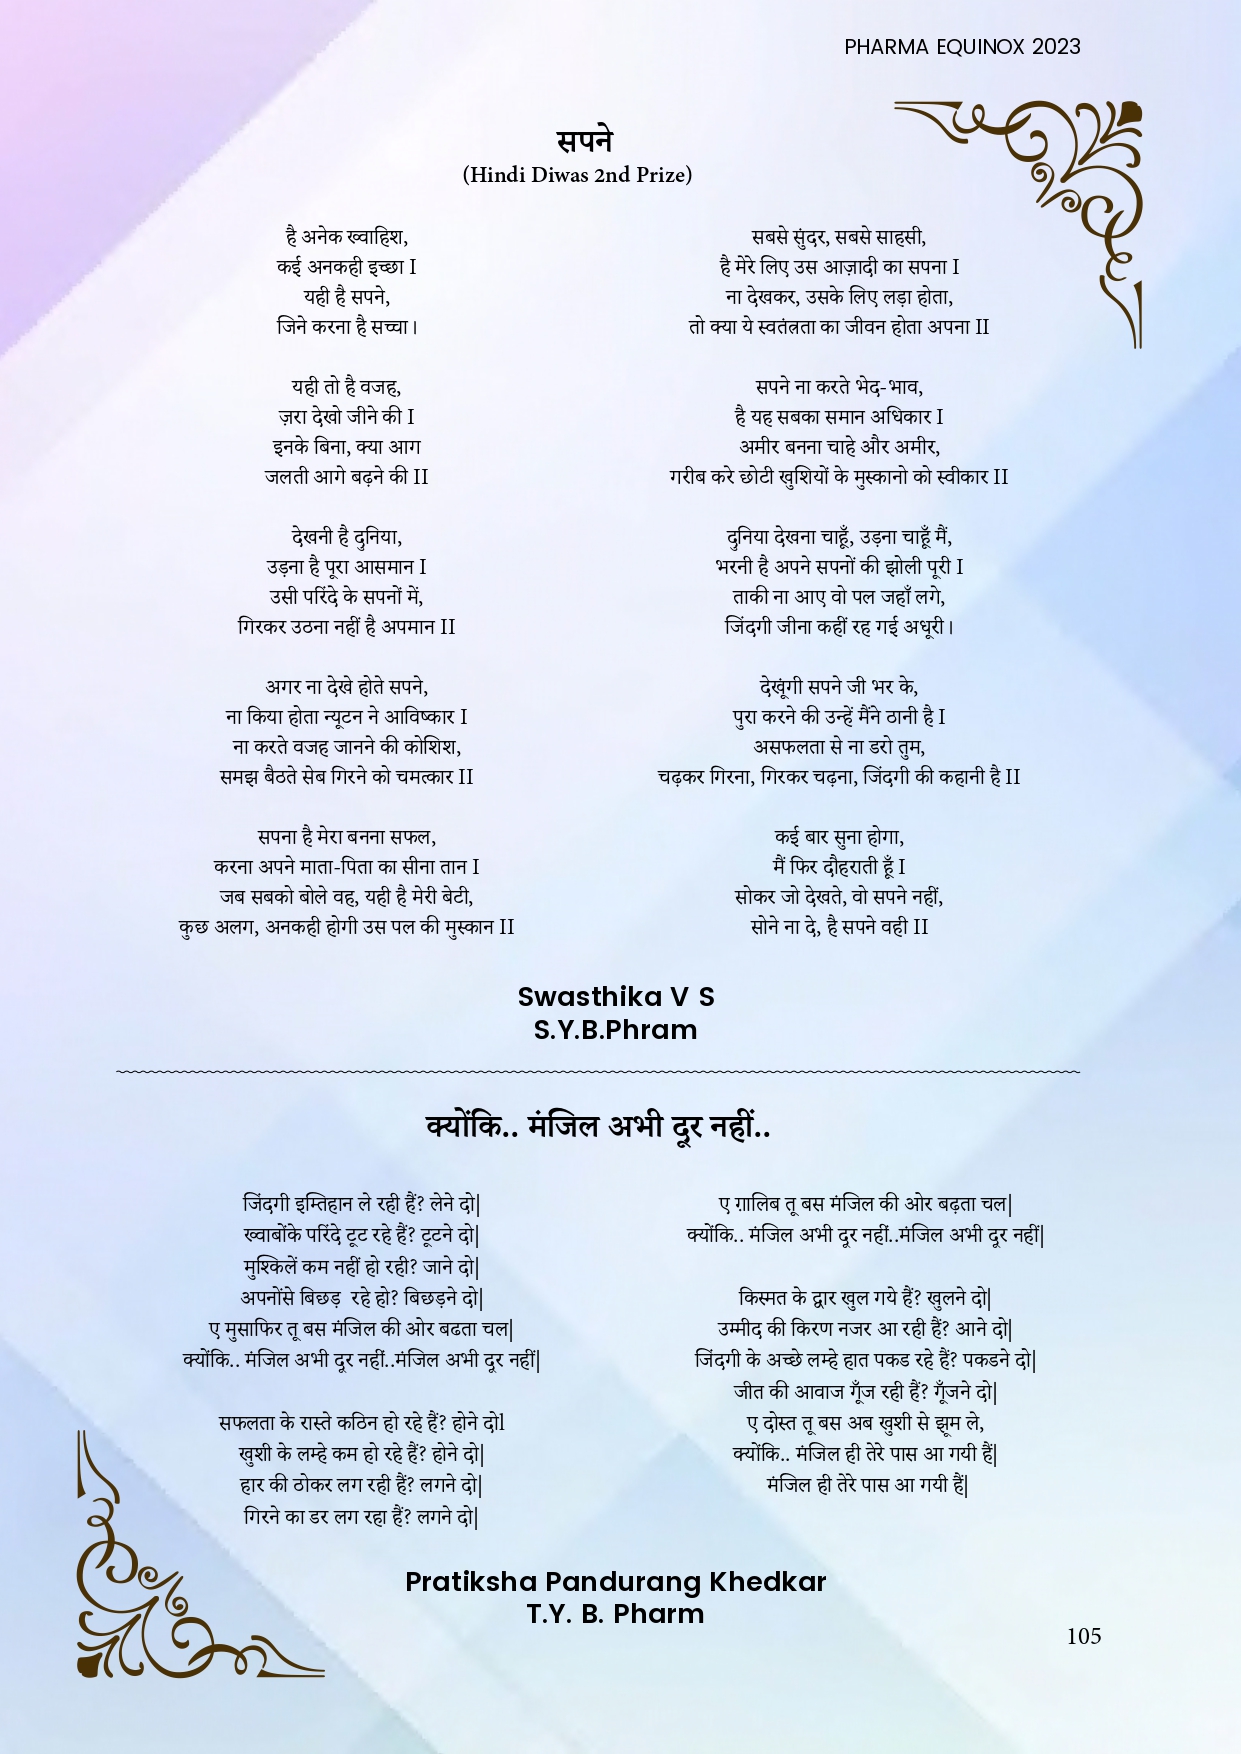 PHARMA EQUINOX 2023
सपने
(Hindi Diwas 2nd Prize)
है अनेक ख्वाहिश,
कई अनकही इच्छा I
यही है सपने,
जिने करना है सच्चा।
यही तो है वजह,
ज़रा देखो जीने की I
इनके बिना, क्या आग
जलती आगे बढ़ने की II
देखनी है दुनिया,
उड़ना है पूरा आसमान I
उसी परिंदे के सपनों में,
गिरकर उठना नहीं है अपमान II
अगर ना देखे होते सपने,
ना किया होता न्यूटन ने आविष्कार I
ना करते वजह जानने की कोशिश,
समझ बैठते सेब गिरने को चमत्कार II
सपना है मेरा बनना सफल,
करना अपने माता-पिता का सीना तान I
जब सबको बोले वह, यही है मेरी बेटी,
कुछ अलग, अनकही होगी उस पल की मुस्कान II
सबसे सुंदर, सबसे साहसी,
है मेरे लिए उस आज़ादी का सपना I
ना देखकर, उसके लिए लड़ा होता,
तो क्या ये स्वतंत्रता का जीवन होता अपना II
सपने ना करते भेद-भाव,
है यह सबका समान अधिकार I
अमीर बनना चाहे और अमीर,
गरीब करे छोटी खुशियों के मुस्कानो को स्वीकार II
दुनिया देखना चाहूँ, उड़ना चाहूँ मैं,
भरनी है अपने सपनों की झोली पूरी I
ताकी ना आए वो पल जहाँ लगे,
जिंदगी जीना कहीं रह गई अधूरी।
देखूंगी सपने जी भर के,
पुरा करने की उन्हें मैंने ठानी है I
असफलता से ना डरो तुम,
चढ़कर गिरना, गिरकर चढ़ना, जिंदगी की कहानी है II
कई बार सुना होगा,
मैं फिर दौहराती हूँ I
सोकर जो देखते, वो सपने नहीं,
सोने ना दे, है सपने वही II
Swasthika V S
S.Y.B.Phram
क्योंकि.. मंजिल अभी दूर नहीं..
जिंदगी इम्तिहान ले रही हैं? लेने दो|
ख्वाबोंके परिंदे टूट रहे हैं? टूटने दो|
मुश्किलें कम नहीं हो रही? जाने दो|
अपनोंसे बिछड़ रहे हो? बिछड़ने दो|
ए मुसाफिर तू बस मंजिल की ओर बढता चल|
क्योंकि.. मंजिल अभी दूर नहीं..मंजिल अभी दूर नहीं|
सफलता के रास्ते कठिन हो रहे हैं? होने दोl
खुशी के लम्हे कम हो रहे हैं? होने दो|
हार की ठोकर लग रही हैं? लगने दो|
गिरने का डर लग रहा हैं? लगने दो|
ए ग़ालिब तू बस मंजिल की ओर बढ़ता चल|
क्योंकि.. मंजिल अभी दूर नहीं..मंजिल अभी दूर नहीं|
किस्मत के द्वार खुल गये हैं? खुलने दो|
उम्मीद की किरण नजर आ रही हैं? आने दो|
जिंदगी के अच्छे लम्हे हात पकड रहे हैं? पकडने दो|
जीत की आवाज गूँज रही हैं? गूँजने दो|
ए दोस्त तू बस अब खुशी से झूम ले,
क्योंकि.. मंजिल ही तेरे पास आ गयी हैं|
मंजिल ही तेरे पास आ गयी हैं|
Pratiksha Pandurang Khedkar
T.Y. B. Pharm
105